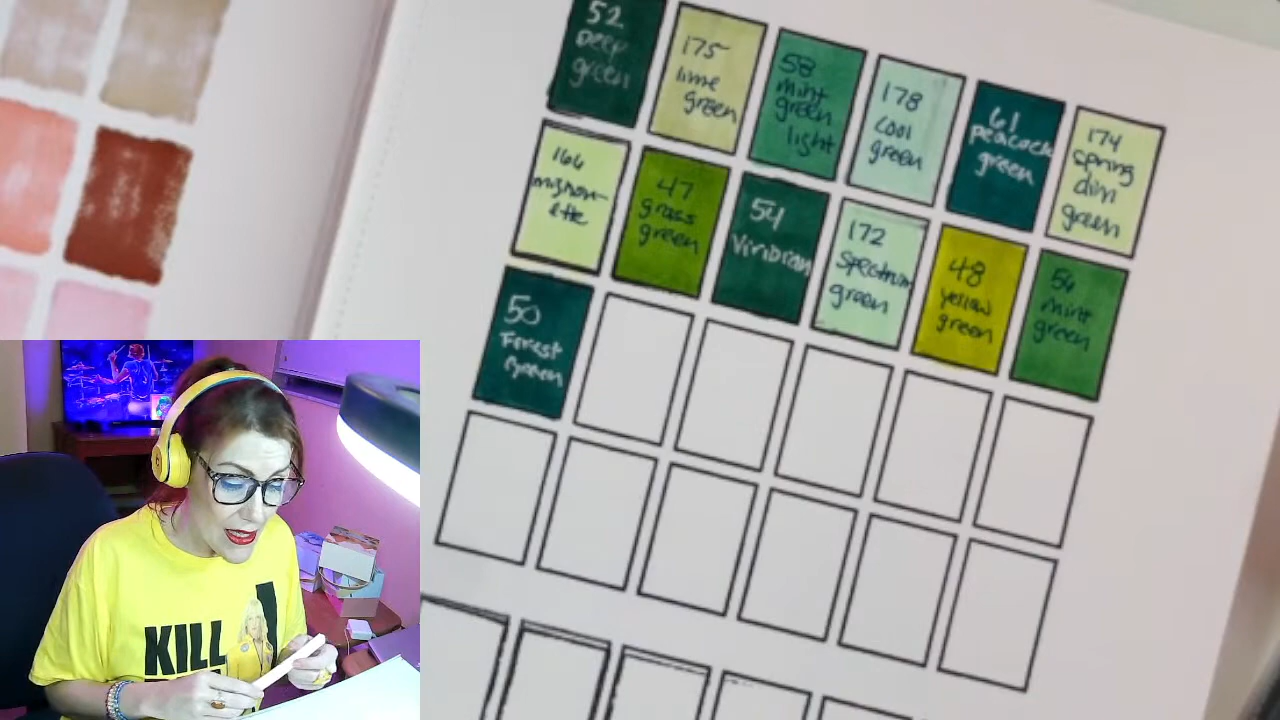 52
Deep
green
175
lime
green
58
mint
green
light
178
cool
green
61
peacock
green
174
spring
dim
green
166
mignon-
ette
47
grass
green
54
Viridian
172
Spectrum
green
48
yellow
green
56
mint
green
50
Forest
Green
KILL